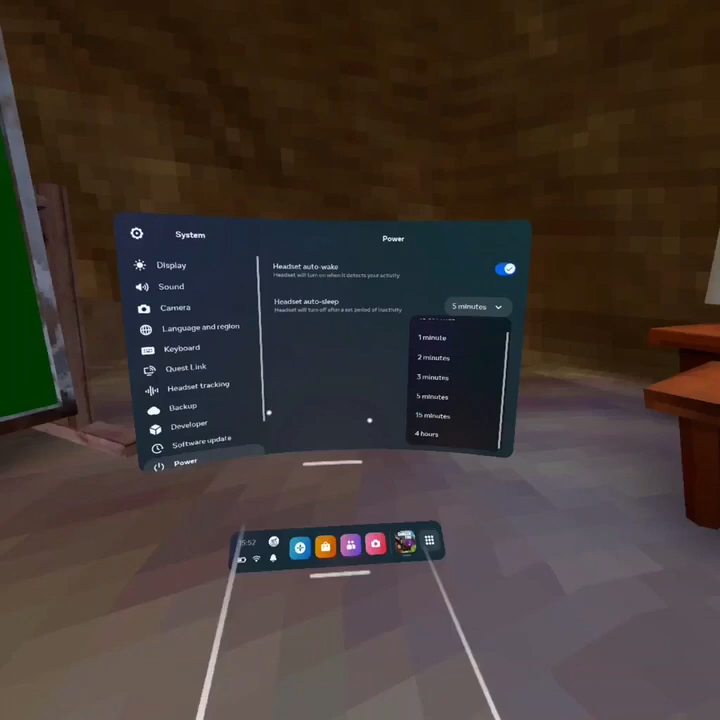 System
Display
Sound
Camera
Language and region
Keyboard
Quest Link
Headset tracking
Backup
Developer
Software update
Power
Power
Headset auto-wake
Headset will turn on when it detects your activity
Headset auto-sleep
Headset will turn off after a set period of inactivity
5 minutes
1 minute
2 minutes
3 minutes
5 minutes
15 minutes
4 hours
15:52